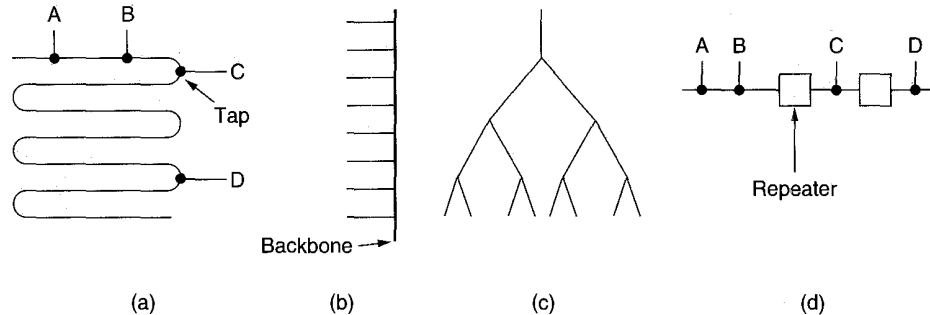 A B
C
Tap
D
Backbone
A B C D
Repeater
(a) (b) (c) (d)